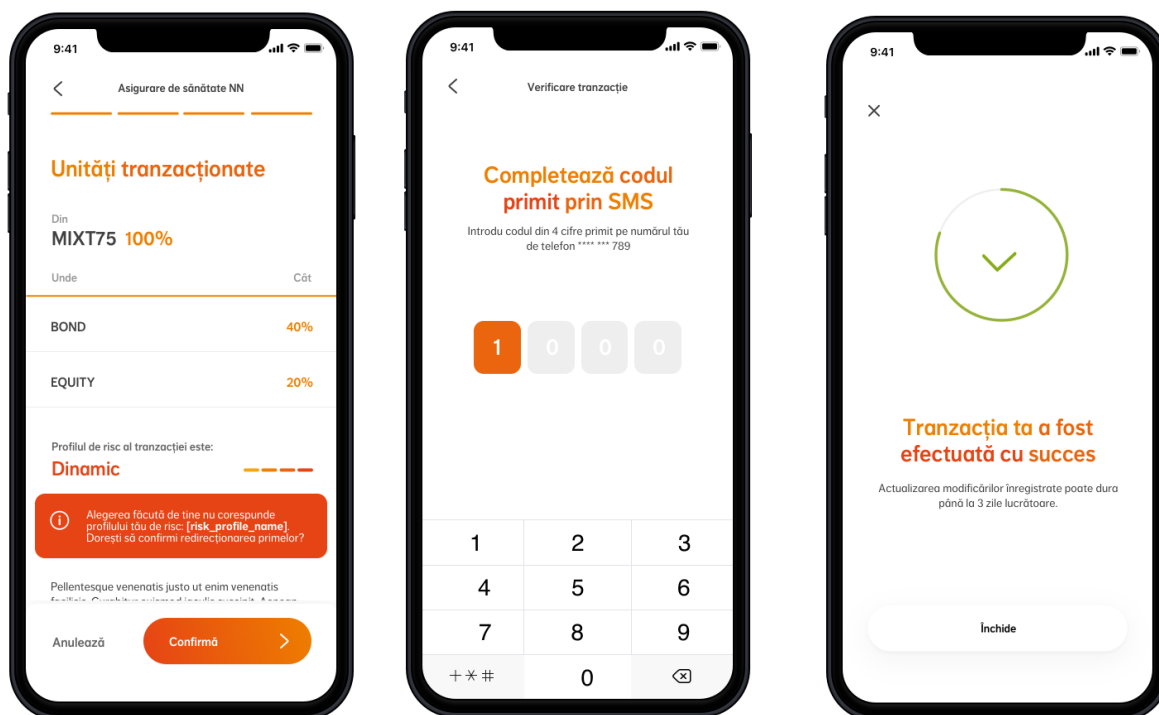 9:41
Asigurare de sănătate NN
Unități tranzacționate
Din
MIXT75 100%
Unde Cât
BOND 40%
EQUITY 20%
Profilul de risc al tranzacției este:
Dinamic
Alegerea făcută de tine nu corespunde
profilului tău de risc: [risk_profile_name].
Dorești să confirmi redirecționarea primelor?
Pellentesque venenatis justo ut enim venenatis
Anulează
Confirmă
9:41
Verificare tranzacție
Completează codul
primit prin SMS
Introdu codul din 4 cifre primit pe numărul tău
de telefon **** *** 789
1 0 0 0
1 2 3
4 5 6
7 8 9
+ * # 0
9:41
Tranzacția ta a fost
efectuată cu succes
Actualizarea modificărilor înregistrate poate dura
până la 3 zile lucrătoare.
Închide